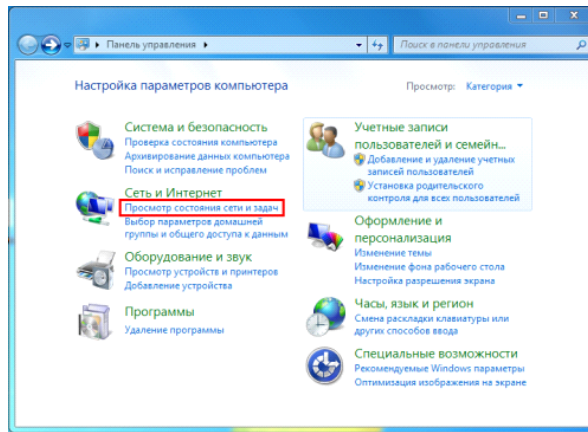 Панель управления
Поиск в панели управления
Настройка параметров компьютера
Просмотр: Категория
Система и безопасность
Проверка состояния компьютера
Архивирование данных компьютера
Поиск и исправление проблем
Сеть и Интернет
Просмотр состояния сети и задач
Выбор параметров домашней
группы и общего доступа к данным
Оборудование и звук
Просмотр устройств и принтеров
Добавление устройства
Программы
Удаление программы
Учетные записи
пользователей и семейн...
Добавление и удаление учетных
записей пользователей
Установка родительского
контроля для всех пользователей
Оформление и
персонализация
Изменение темы
Изменение фона рабочего стола
Настройка разрешения экрана
Часы, язык и регион
Смена раскладки клавиатуры или
других способов ввода
Специальные возможности
Рекомендуемые Windows параметры
Оптимизация изображения на экране